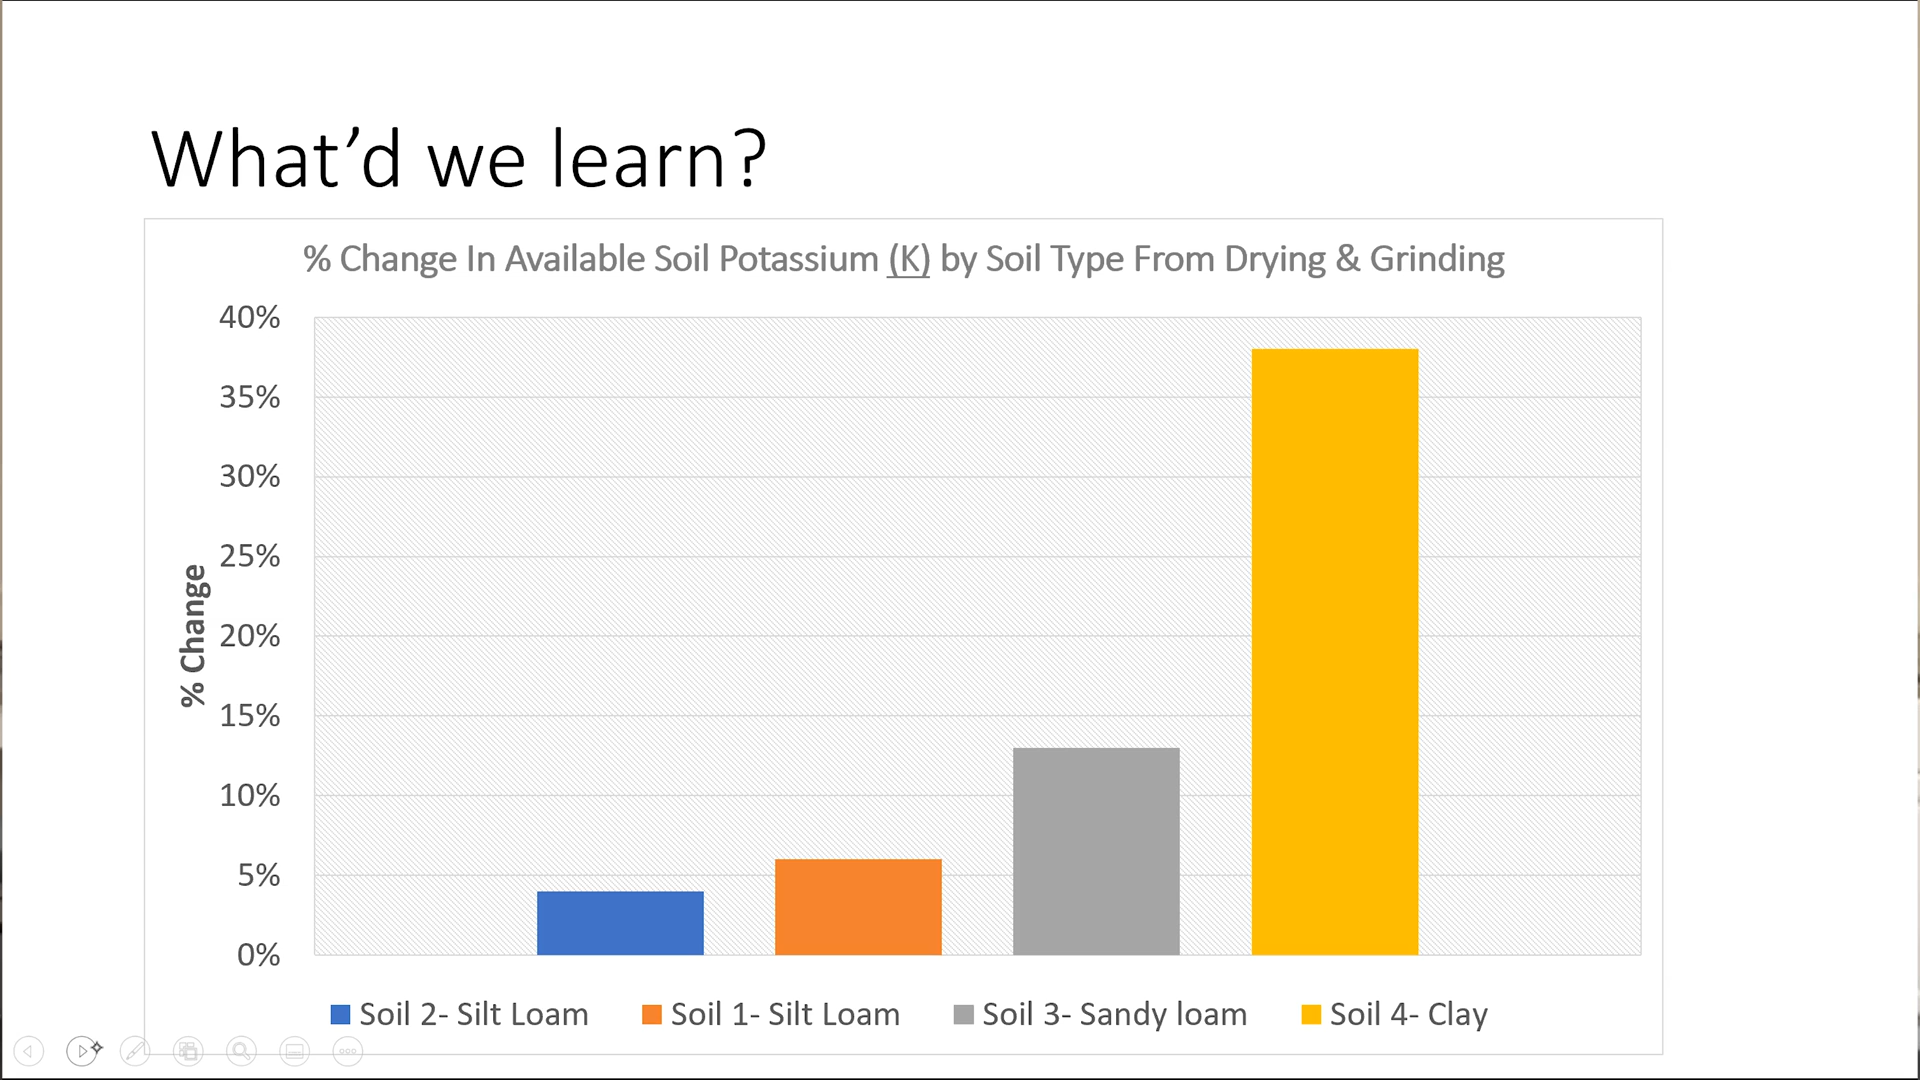 What’d we learn?
% Change In Available Soil Potassium (K) by Soil Type From Drying & Grinding
40%
35%
30%
25%
20%
15%
10%
5%
0%
% Change
Soil 2- Silt Loam Soil 1- Silt Loam Soil 3- Sandy loam Soil 4- Clay